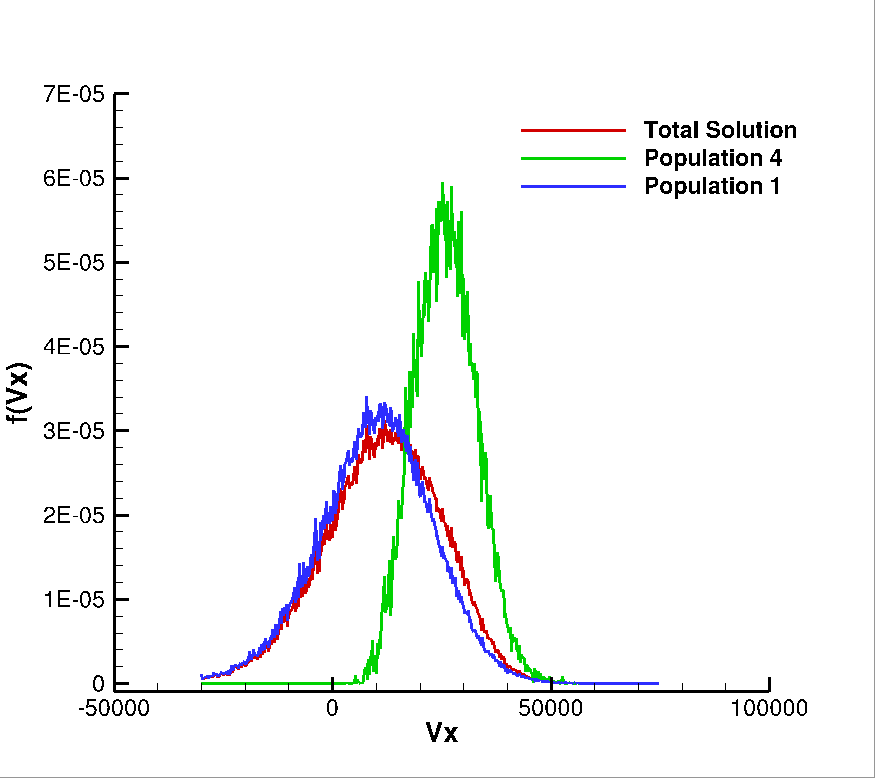 7E-05
6E-05
5E-05
4E-05
3E-05
2E-05
1E-05
0
f(Vx)
Total Solution
Population 4
Population 1
-50000 0 50000 100000
Vx